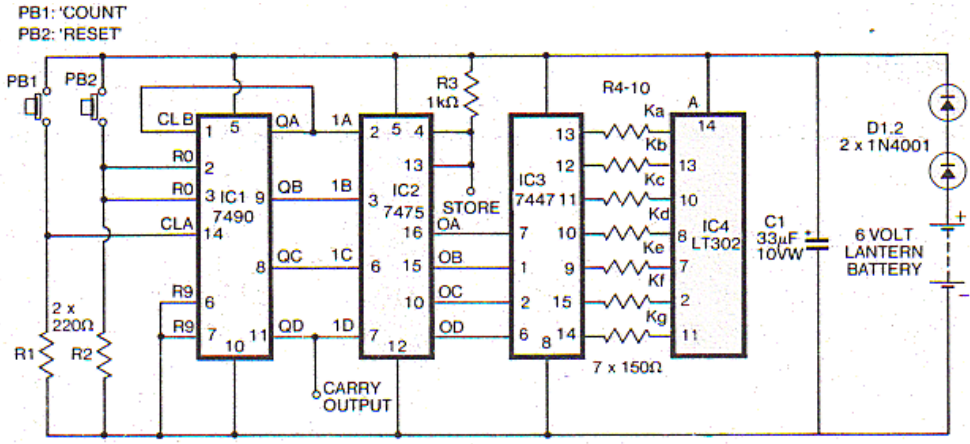 PB1: 'COUNT'
PB2: 'RESET'
PB1
PB2
R3
1kΩ
R4-10
D1.2
2 x 1N4001
CLB
R0
R0
CLA
R9
R9
1
2
3
14
6
7
5
IC1
7490
9
8
11
10
QA
QB
QC
QD
1A
1B
1C
1D
2
3
6
7
5
4
13
IC2
7475
16
15
10
9
12
STORE
CARRY
OUTPUT
OA
OB
OC
OD
7
1
2
6
IC3
7447
13
12
11
10
9
15
14
8
Ka
Kb
Kc
Kd
Ke
Kf
Kg
7 x 150Ω
A
14
13
10
8
7
2
11
IC4
LT302
C1
33µF
10VW
+
6 VOLT
LANTERN
BATTERY
+
–
2 x
220Ω
R1
R2